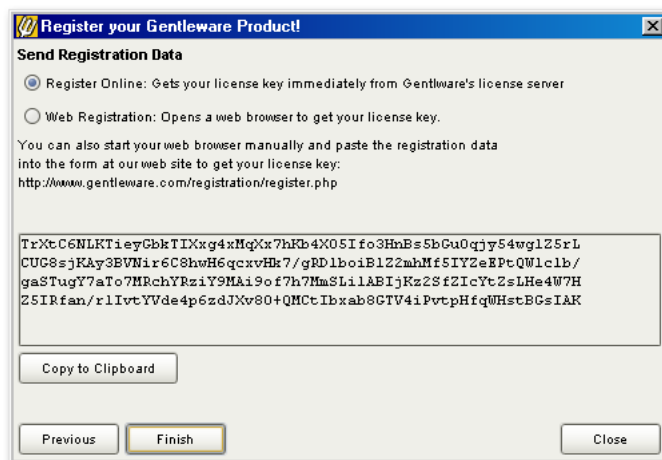 Register your Gentleware Product!
Send Registration Data
Register Online: Gets your license key immediately from Gentlware's license server
Web Registration: Opens a web browser to get your license key.
You can also start your web browser manually and paste the registration data
into the form at our web site to get your license key:
http://www.gentleware.com/registration/register.php
TrXtC6NLKTieyGbkTIXxg4xMqXx7hKb4XO5Ifo3HnBs5bGuOqjy54wglZ5rL
CUG8sjKAy3BVNir6C8hwH6qcxvHk7/gRDlboiBlZ2mhMf5IYZeEPtQWlclb/
gaSTugY7aTo7MRchYRziY9MAi9of7h7MmSLilABIjKz2SfZIcYtZsLHe4W7H
Z5IRfan/rlIvtYVde4p6zdJXv8O+QMCtIbxab8GTV4iPvtpHfqWHstBGsIAK
Copy to Clipboard
Previous
Finish
Close